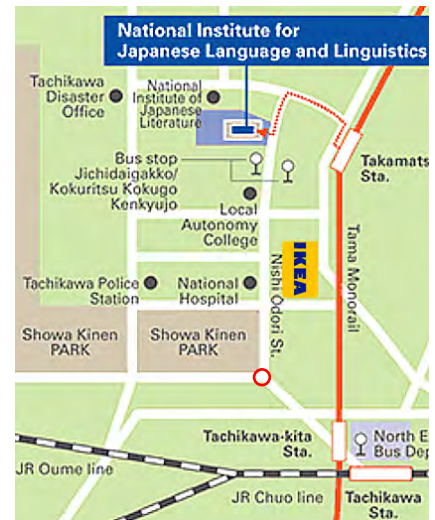 National Institute for
Japanese Language and Linguistics
Tachikawa
Disaster
Office
National
Institute of
Japanese
Literature
Bus stop
Jichidaigakko/
Kokuritsu Kokugo
Kenkyujo
Takamats
Sta.
Local
Autonomy
College
IKEA
Tama Monorail
Nishi Odori St.
Tachikawa Police
Station
National
Hospital
Showa Kinen
PARK
Showa Kinen
PARK
Tachikawa-kita
Sta.
North E
Bus Dep
JR Oume line
JR Chuo line
Tachikawa
Sta.